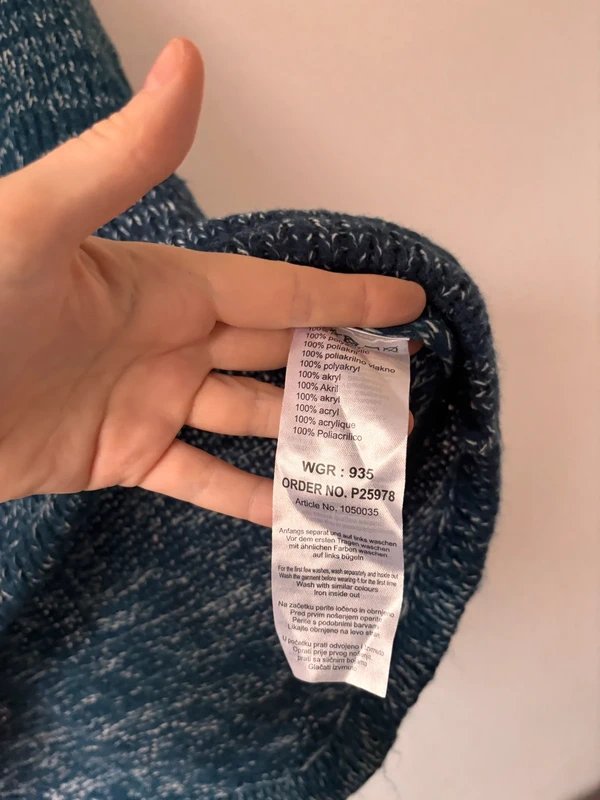 100%
100% poliakrilic
100% poliakrilno vlakno
100% polyakryl
100% akryl
100% Akril
100% akryl
100% acryl
100% acrylique
100% Poliacrilico
WGR : 935
ORDER NO. P25978
Article No. 1050035
Anfangs separat und auf links waschen
Vor dem ersten Tragen waschen
mit ähnlichen Farben waschen
auf links bügeln
For the first few washes, wash separately and inside out
Wash the garment before wearing it for the first time
Wash with similar colours
Iron inside out
Na začetku perite ločeno in obrnjeno
Pred prvim nošenjem operite
Perite s podobnimi barvami
Likajte obrnjeno na levo stran
U početku prati odvojeno i izvrnuto
Oprati prije prvog nošenja,
prati sa sličnim bojama
Glačati izvrnuto